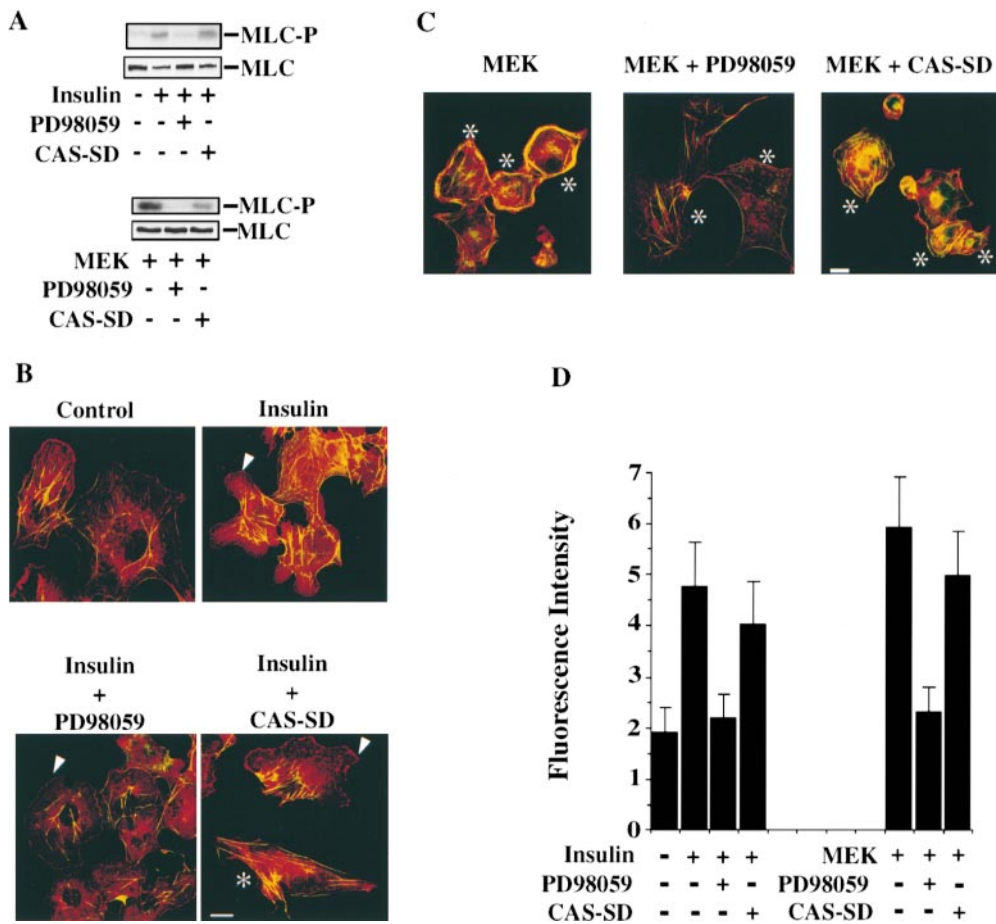 A
MLC-P
MLC
Insulin - + + +
PD98059 - - + -
CAS-SD - - - +
MLC-P
MLC
MEK + + +
PD98059 - + -
CAS-SD - - +
B
Control
Insulin
Insulin
+
PD98059
Insulin
+
CAS-SD
*
C
MEK
MEK + PD98059
MEK + CAS-SD
* * *
* *
* * *
D
Fluorescence Intensity
7
6
5
4
3
2
1
0
Insulin - + + +
PD98059 - - + -
CAS-SD - - - +
MEK + + +
PD98059 - + -
CAS-SD - - +